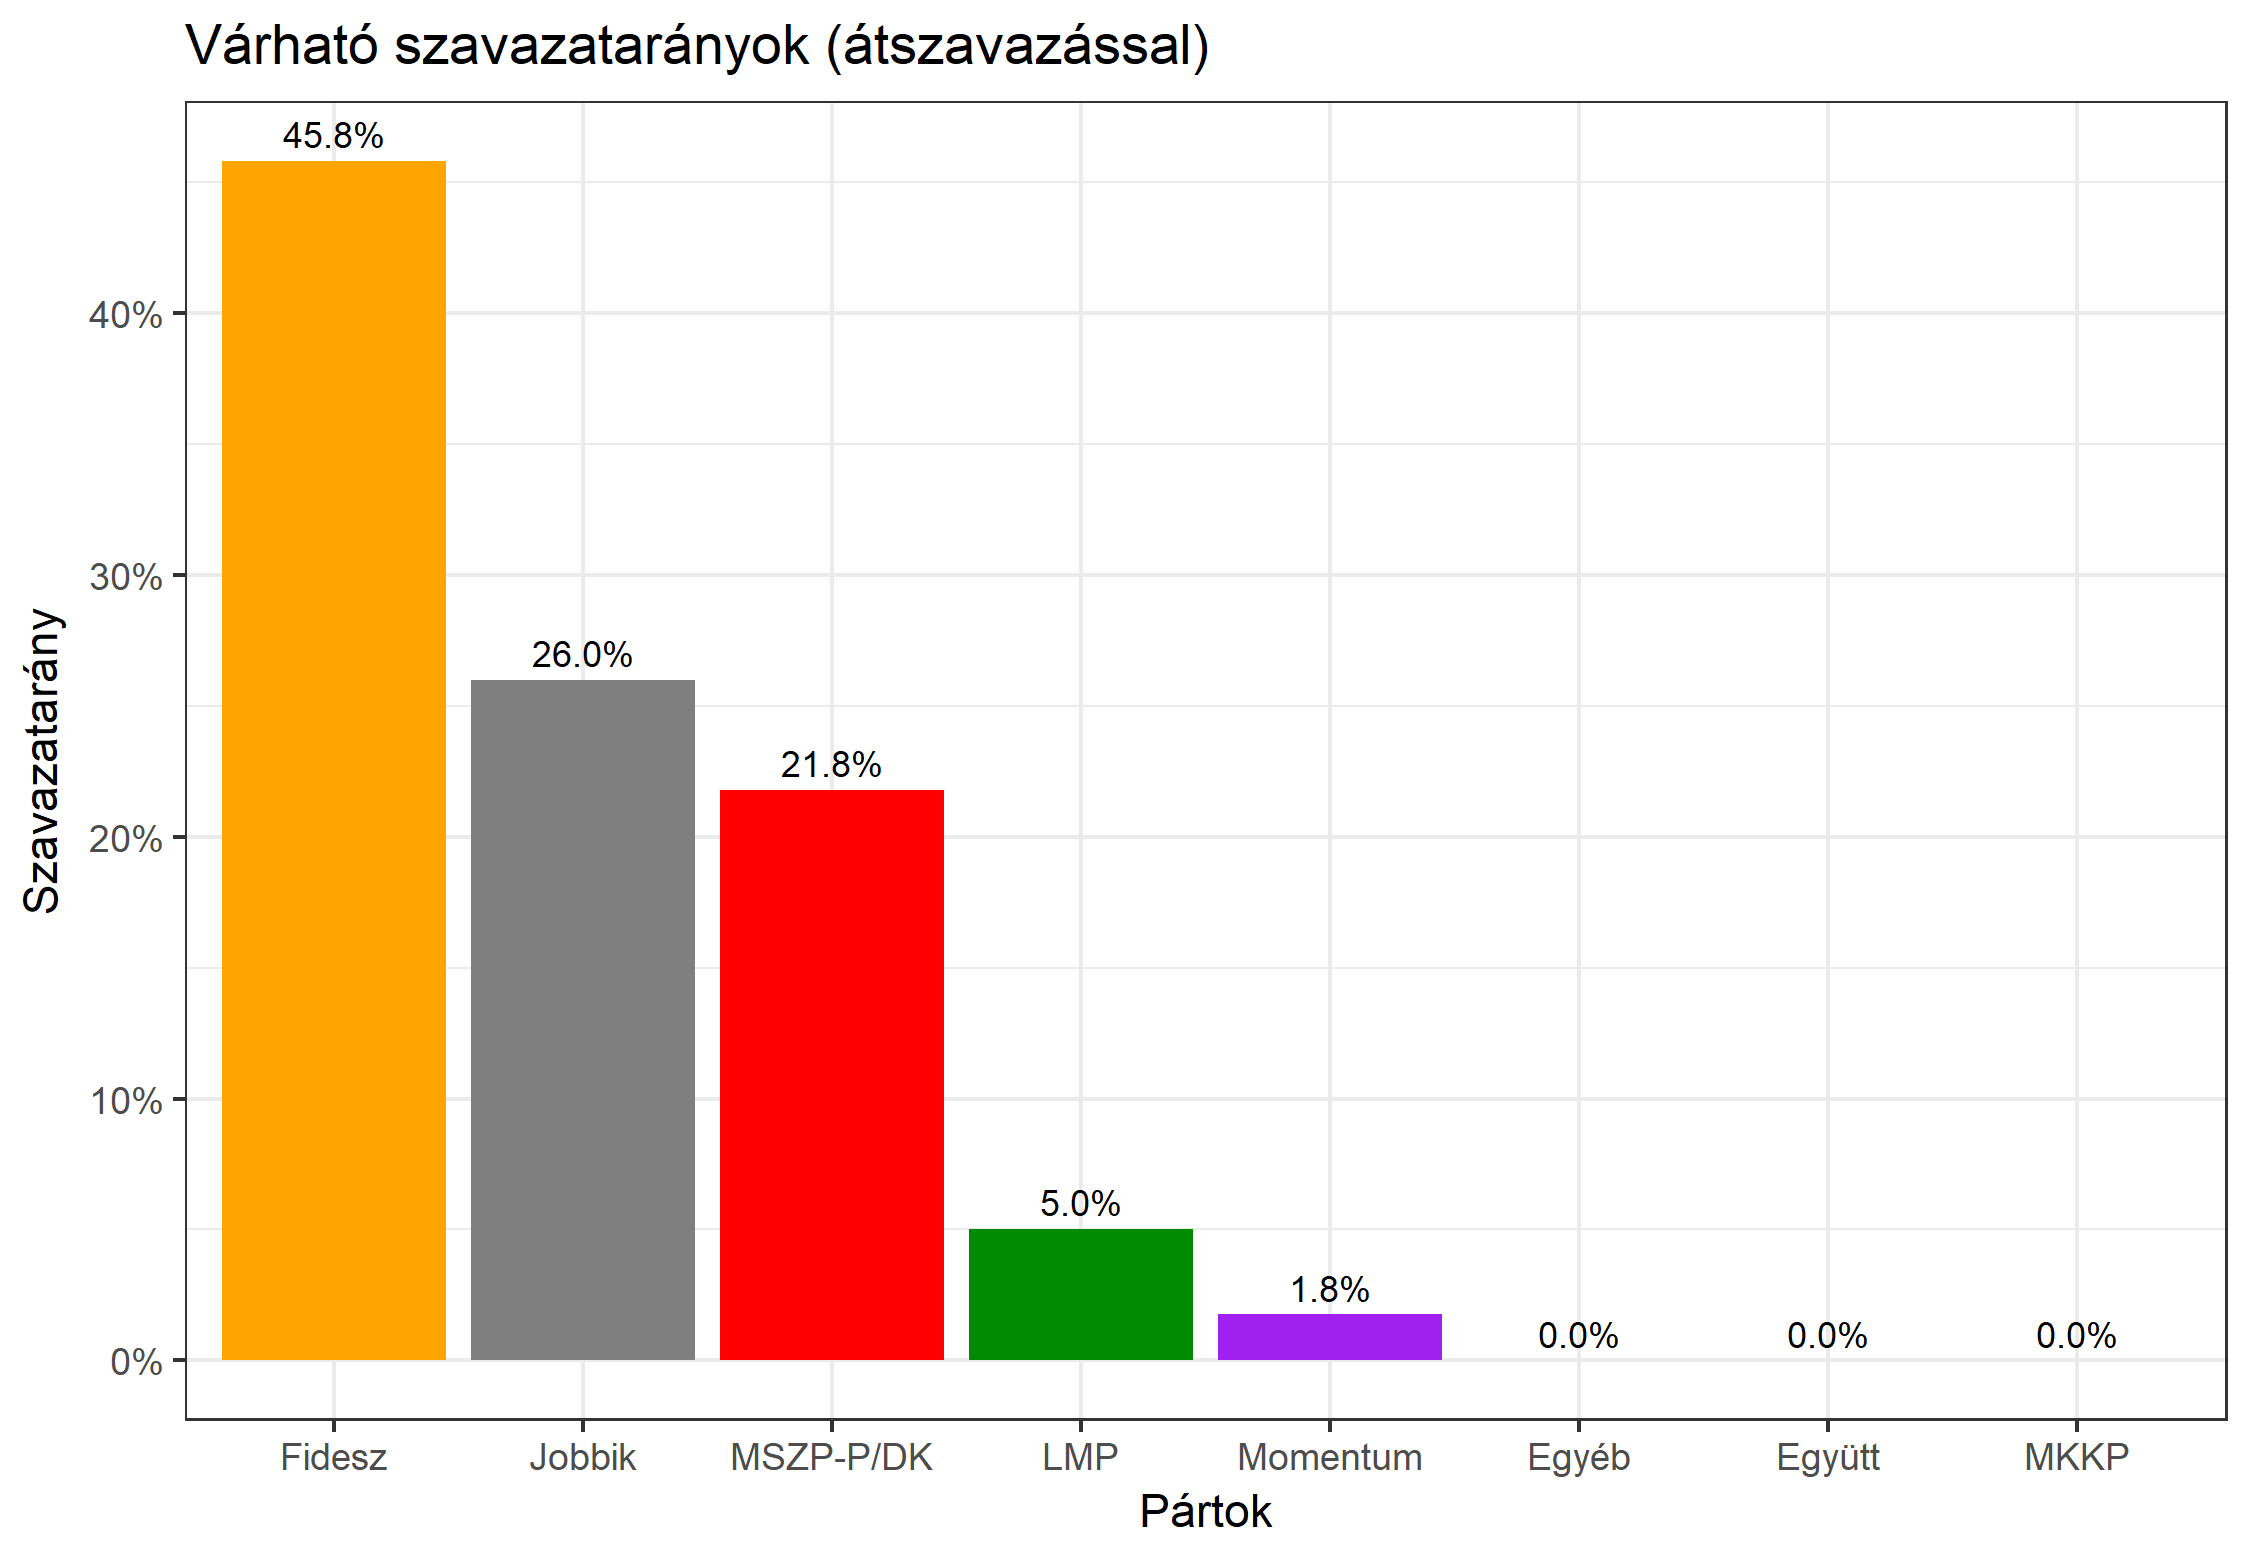 Várható szavazatarányok (átszavazással)
45.8%
26.0%
21.8%
5.0%
1.8%
0.0%
0.0%
0.0%
40%
30%
20%
10%
0%
Szavazatarány
Fidesz
Jobbik
MSZP-P/DK
LMP
Momentum
Egyéb
Együtt
MKKP
Pártok